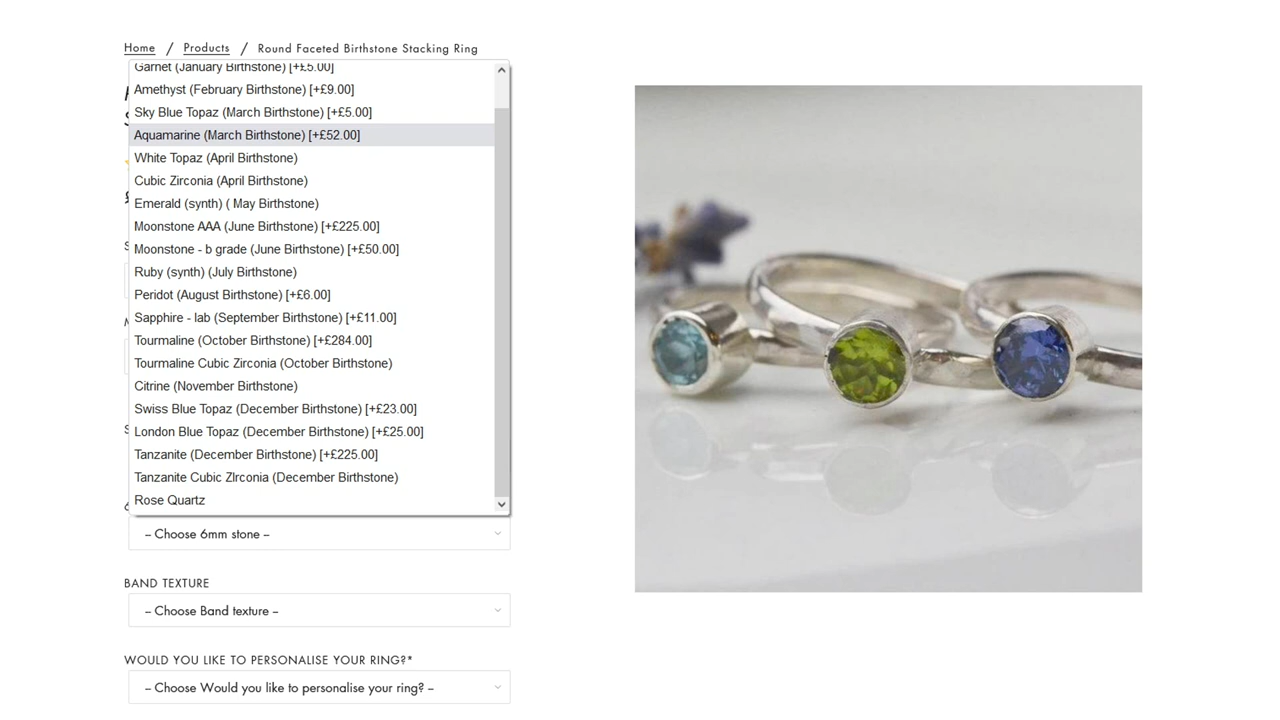 Home / Products / Round Faceted Birthstone Stacking Ring
Garnet (January Birthstone) [+£5.00]
Amethyst (February Birthstone) [+£9.00]
Sky Blue Topaz (March Birthstone) [+£5.00]
Aquamarine (March Birthstone) [+£52.00]
White Topaz (April Birthstone)
Cubic Zirconia (April Birthstone)
Emerald (synth) ( May Birthstone)
Moonstone AAA (June Birthstone) [+£225.00]
Moonstone - b grade (June Birthstone) [+£50.00]
Ruby (synth) (July Birthstone)
Peridot (August Birthstone) [+£6.00]
Sapphire - lab (September Birthstone) [+£11.00]
Tourmaline (October Birthstone) [+£284.00]
Tourmaline Cubic Zirconia (October Birthstone)
Citrine (November Birthstone)
Swiss Blue Topaz (December Birthstone) [+£23.00]
London Blue Topaz (December Birthstone) [+£25.00]
Tanzanite (December Birthstone) [+£225.00]
Tanzanite Cubic ZIrconia (December Birthstone)
Rose Quartz
-- Choose 6mm stone --
BAND TEXTURE
-- Choose Band texture --
WOULD YOU LIKE TO PERSONALISE YOUR RING?*
-- Choose Would you like to personalise your ring? --